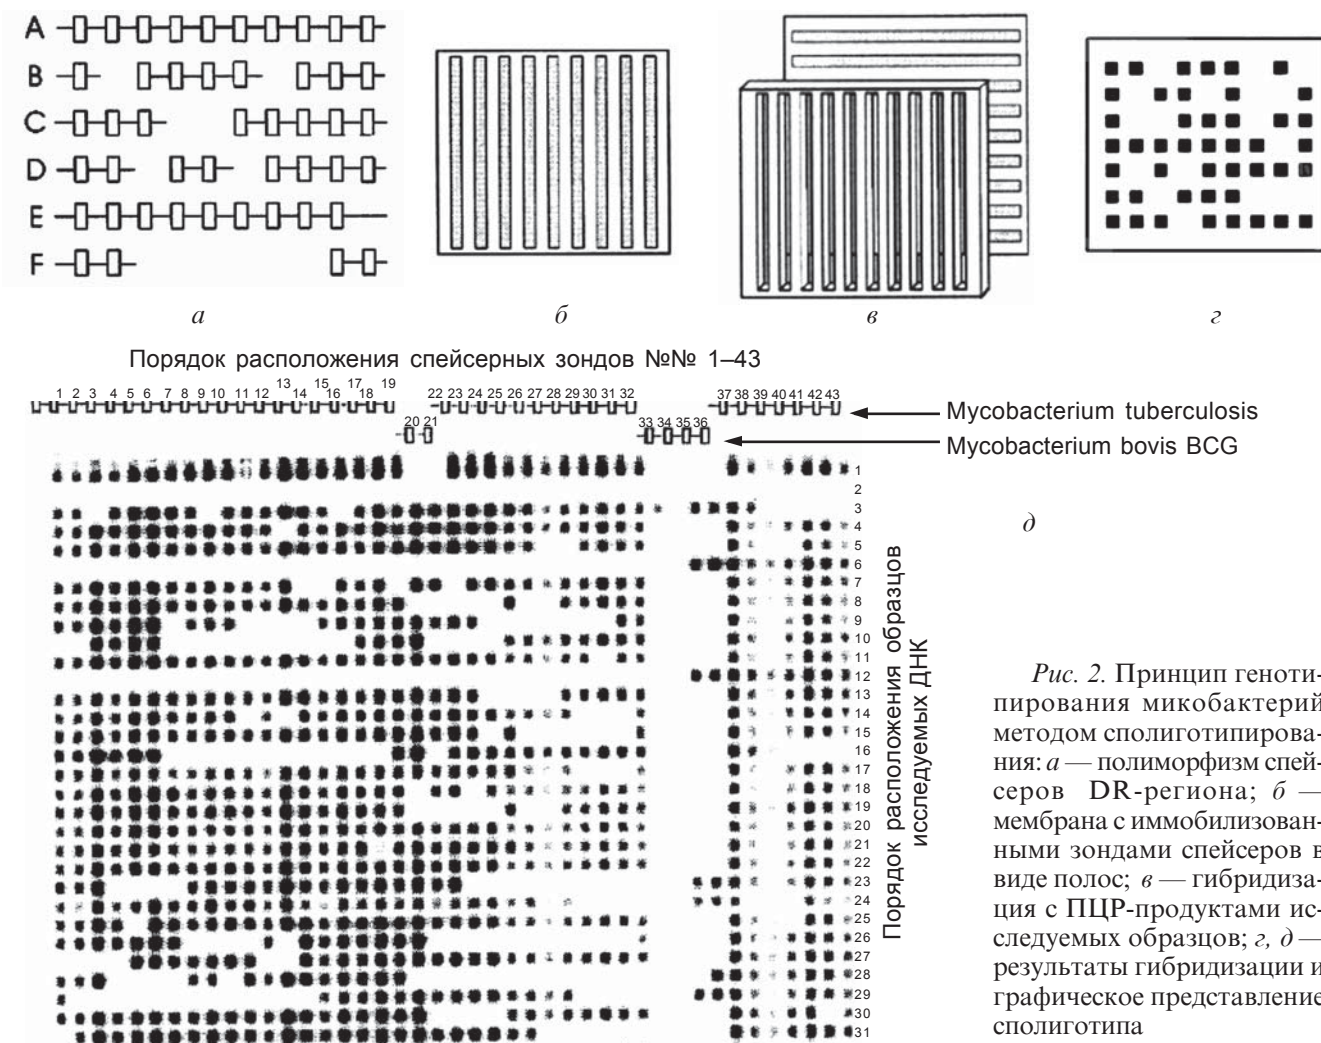 A
B
C
D
E
F
а
б
в
г
Порядок расположения спейсерных зондов №№ 1–43
1 2 3 4 5 6 7 8 9 10 11 12 13 14 15 16 17 18 19
22 23 24 25 26 27 28 29 30 31 32
37 38 39 40 41 42 43
20 21
33 34 35 36
Mycobacterium tuberculosis
Mycobacterium bovis BCG
1
2
3
4
5
6
7
8
9
10
11
12
13
14
15
16
17
18
19
20
21
22
23
24
25
26
27
28
29
30
31
Порядок расположения образцов
исследуемых ДНК
д
Рис. 2. Принцип геноти-
пирования микобактерий
методом сполиготипирова-
ния: а — полиморфизм спей-
серов DR-региона; б —
мембрана с иммобилизован-
ными зондами спейсеров в
виде полос; в — гибридиза-
ция с ПЦР-продуктами ис-
следуемых образцов; г, д —
результаты гибридизации и
графическое представление
сполиготипа